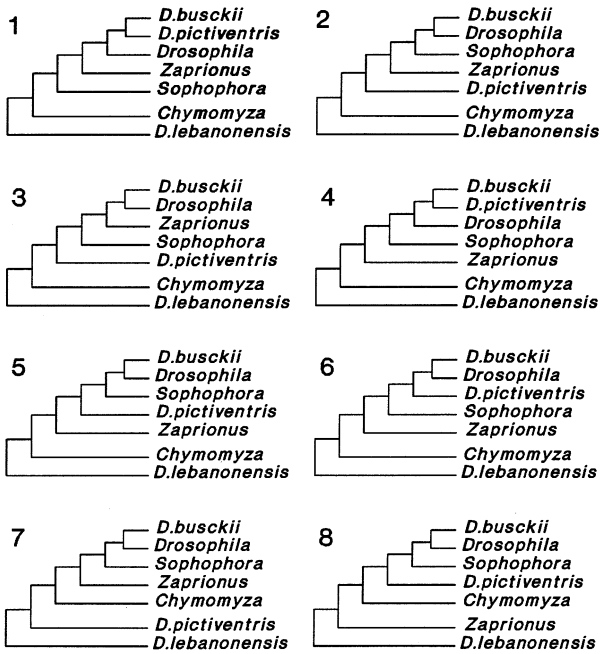 1
D.busckii
D.pictiventris
Drosophila
Zaprionus
Sophophora
Chymomyza
D.lebanonensis
2
D.busckii
Drosophila
Sophophora
Zaprionus
D.pictiventris
Chymomyza
D.lebanonensis
3
D.busckii
Drosophila
Zaprionus
Sophophora
D.pictiventris
Chymomyza
D.lebanonensis
4
D.busckii
D.pictiventris
Drosophila
Sophophora
Zaprionus
Chymomyza
D.lebanonensis
5
D.busckii
Drosophila
Sophophora
D.pictiventris
Zaprionus
Chymomyza
D.lebanonensis
6
D.busckii
Drosophila
D.pictiventris
Sophophora
Zaprionus
Chymomyza
D.lebanonensis
7
D.busckii
Drosophila
Sophophora
Zaprionus
Chymomyza
D.pictiventris
D.lebanonensis
8
D.busckii
Drosophila
Sophophora
D.pictiventris
Chymomyza
Zaprionus
D.lebanonensis